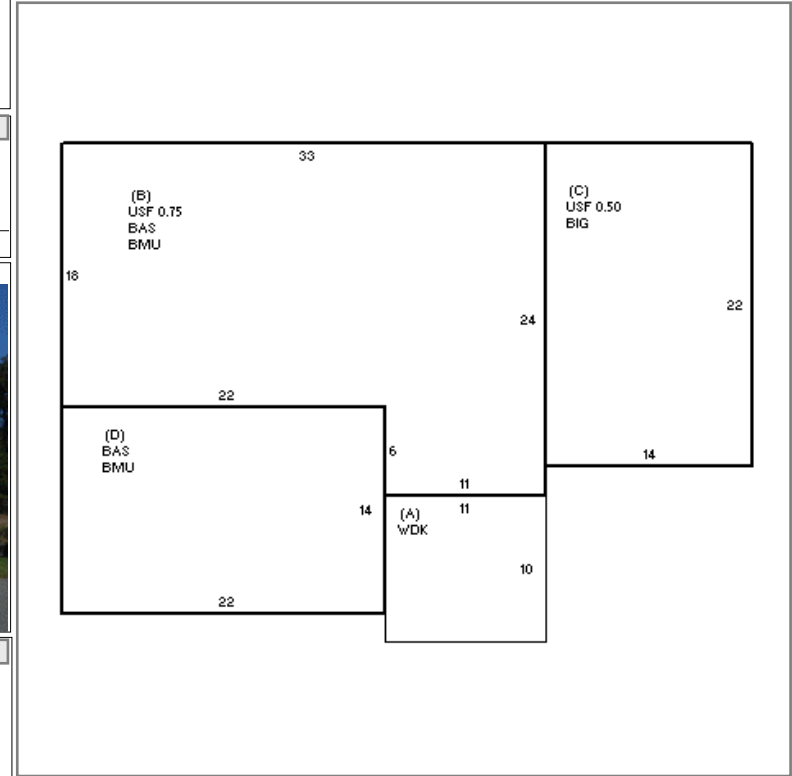 33
(B)
USF 0.75
BAS
BMU
(C)
USF 0.50
BIG
18
22
24
22
(D)
BAS
BMU
6
14
11
14
(A)
WDK
11
10
22